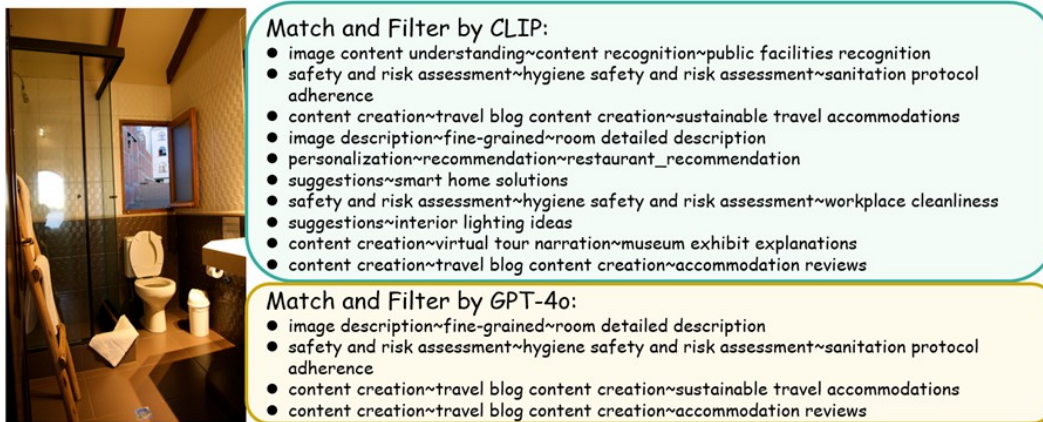 Match and Filter by CLIP:
● image content understanding~content recognition~public facilities recognition
● safety and risk assessment~hygiene safety and risk assessment~sanitation protocol
adherence
● content creation~travel blog content creation~sustainable travel accommodations
● image description~fine-grained~room detailed description
● personalization~recommendation~restaurant_recommendation
● suggestions~smart home solutions
● safety and risk assessment~hygiene safety and risk assessment~workplace cleanliness
● suggestions~interior lighting ideas
● content creation~virtual tour narration~museum exhibit explanations
● content creation~travel blog content creation~accommodation reviews
Match and Filter by GPT-4o:
● image description~fine-grained~room detailed description
● safety and risk assessment~hygiene safety and risk assessment~sanitation protocol
adherence
● content creation~travel blog content creation~sustainable travel accommodations
● content creation~travel blog content creation~accommodation reviews